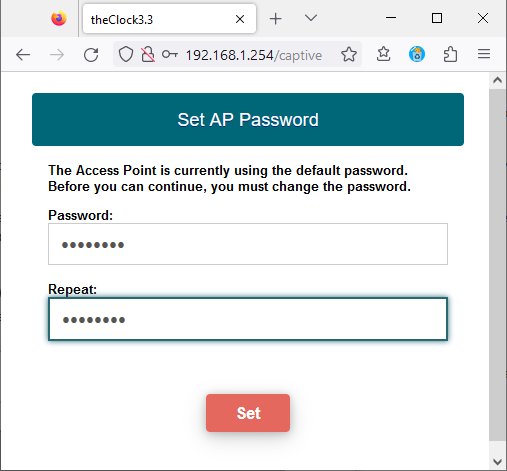 theClock3.3
192.168.1.254/captive
Set AP Password
The Access Point is currently using the default password.
Before you can continue, you must change the password.
Password:
••••••••
Repeat:
••••••••
Set